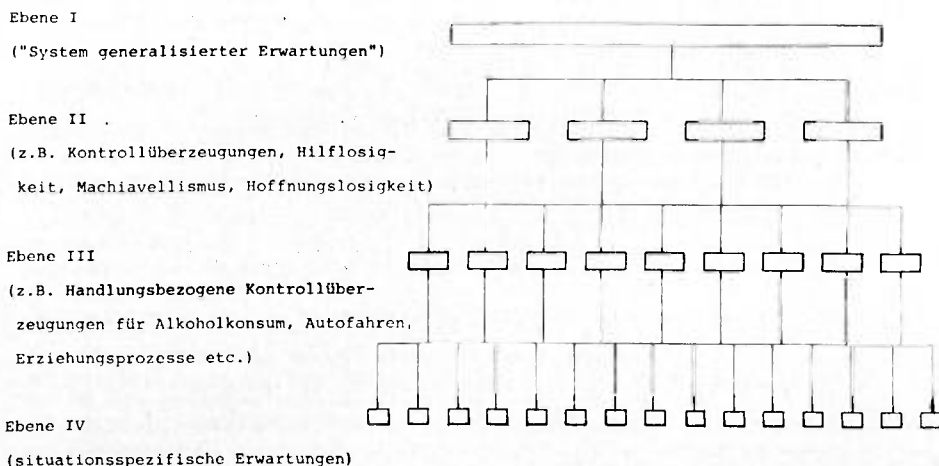 Ebene I
("System generalisierter Erwartungen")
Ebene II
(z.B. Kontrollüberzeugungen, Hilflosig-
keit, Machiavellismus, Hoffnungslosigkeit)
Ebene III
(z.B. Handlungsbezogene Kontrollüber-
zeugungen für Alkoholkonsum, Autofahren,
Erziehungsprozesse etc.)
Ebene IV
(situationsspezifische Erwartungen)